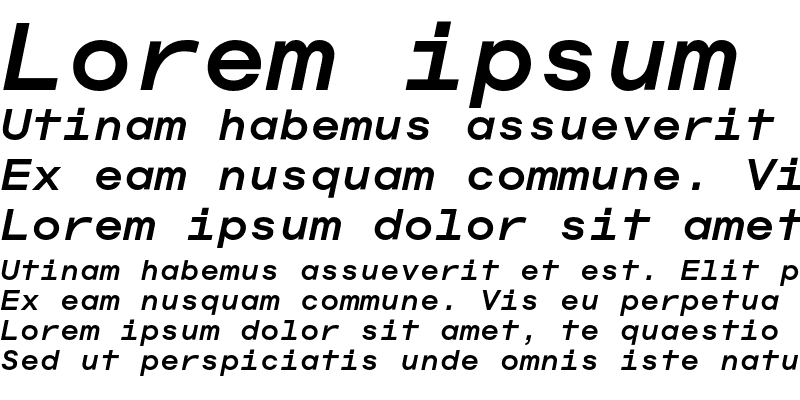 Lorem ipsum
Utinam habemus assueverit
Ex eam nusquam commune. Vi
Lorem ipsum dolor sit amet
Utinam habemus assueverit et est. Elit p
Ex eam nusquam commune. Vis eu perpetua
Lorem ipsum dolor sit amet, te quaestio
Sed ut perspiciatis unde omnis iste natu